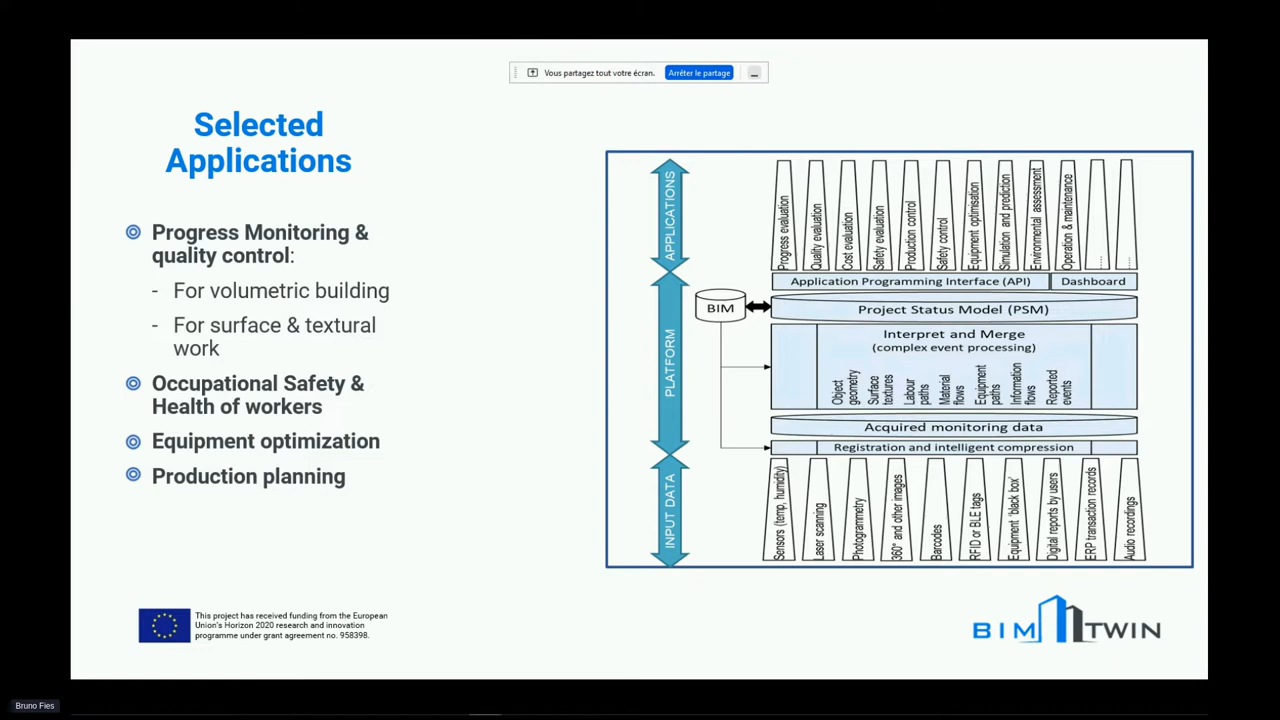 Vous partagez tout votre écran.
Arrêter le partage
Selected
Applications
Progress Monitoring &
quality control:
- For volumetric building
- For surface & textural
work
Occupational Safety &
Health of workers
Equipment optimization
Production planning
APPLICATIONS
Progress evaluation
Quality evaluation
Cost evaluation
Safety evaluation
Production control
Safety control
Equipment optimisation
Simulation and prediction
Environmental assessment
Operation & maintenance
....
....
Application Programming Interface (API)
Dashboard
BIM
Project Status Model (PSM)
PLATFORM
Interpret and Merge
(complex event processing)
Object
geometry
Surface
textures
Labour
paths
Material
flows
Equipment
paths
Information
flows
Reported
events
Acquired monitoring data
Registration and intelligent compression
INPUT DATA
Sensors (temp, humidity)
Laser scanning
Photogrammetry
360° and other images
Barcodes
RFID or BLE tags
Equipment 'black box'
Digital reports by users
ERP transaction records
Audio recordings
This project has received funding from the European
Union's Horizon 2020 research and innovation
programme under grant agreement no. 958398.
BIM TWIN
Bruno Fies